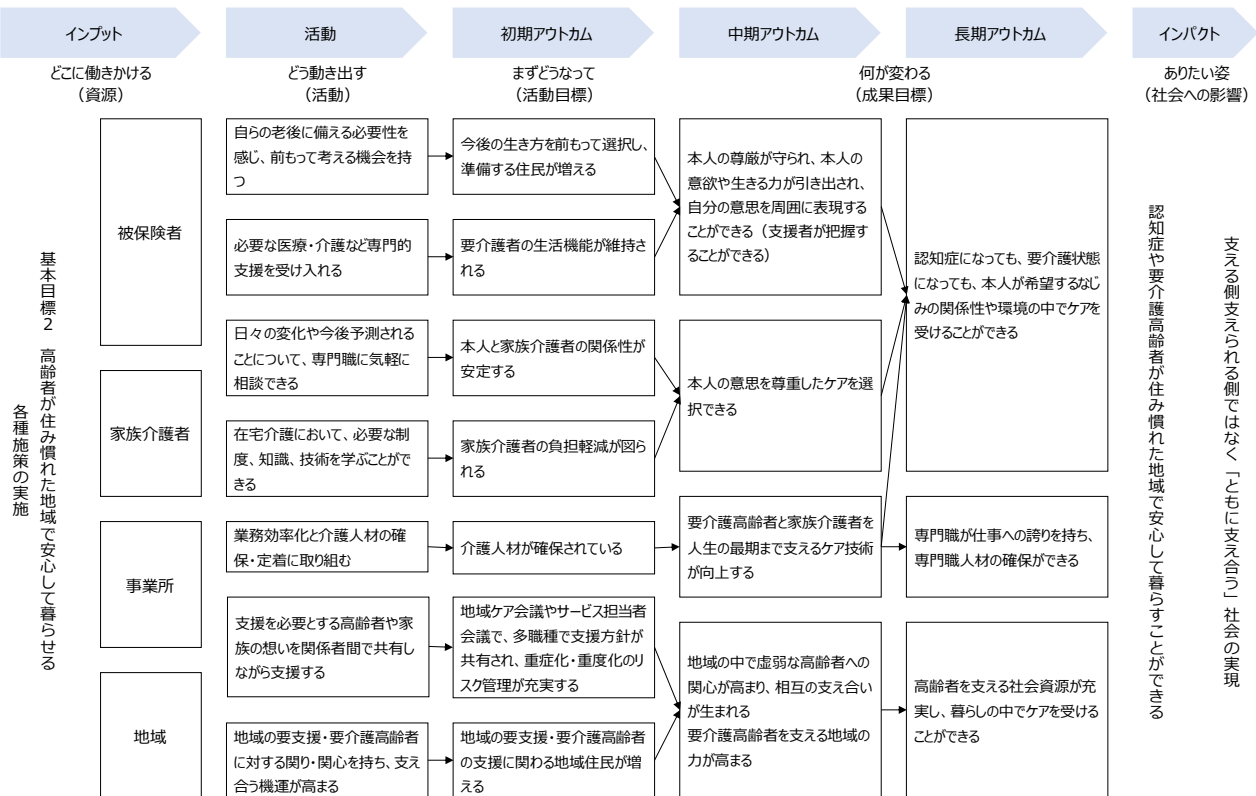 インプット
活動
初期アウトカム
中期アウトカム
長期アウトカム
インパクト
どこに働きかける
（資源）
どう動き出す
（活動）
まずどうなって
（活動目標）
何が変わる
（成果目標）
ありたい姿
（社会への影響）
基本目標２　高齢者が住み慣れた地域で安心して暮らせる
各種施策の実施
被保険者
家族介護者
事業所
地域
自らの老後に備える必要性を
感じ、前もって考える機会を持
つ
必要な医療・介護など専門的
支援を受け入れる
日々の変化や今後予測される
ことについて、専門職に気軽に
相談できる
在宅介護において、必要な制
度、知識、技術を学ぶことがで
きる
業務効率化と介護人材の確
保・定着に取り組む
支援を必要とする高齢者や家
族の想いを関係者間で共有し
ながら支援する
地域の要支援・要介護高齢者
に対する関り・関心を持ち、支え
合う機運が高まる
今後の生き方を前もって選択し、
準備する住民が増える
要介護者の生活機能が維持さ
れる
本人と家族介護者の関係性が
安定する
家族介護者の負担軽減が図ら
れる
介護人材が確保されている
地域ケア会議やサービス担当者
会議で、多職種で支援方針が
共有され、重症化・重度化のリ
スク管理が充実する
地域の要支援・要介護高齢者
の支援に関わる地域住民が増
える
本人の尊厳が守られ、本人の
意欲や生きる力が引き出され、
自分の意思を周囲に表現する
ことができる（支援者が把握す
ることができる）
本人の意思を尊重したケアを選
択できる
要介護高齢者と家族介護者を
人生の最期まで支えるケア技術
が向上する
地域の中で虚弱な高齢者への
関心が高まり、相互の支え合い
が生まれる
要介護高齢者を支える地域の
力が高まる
認知症になっても、要介護状態
になっても、本人が希望するなじ
みの関係性や環境の中でケアを
受けることができる
専門職が仕事への誇りを持ち、
専門職人材の確保ができる
高齢者を支える社会資源が充
実し、暮らしの中でケアを受ける
ことができる
支える側支えられる側ではなく「ともに支え合う」社会の実現
認知症や要介護高齢者が住み慣れた地域で安心して暮らすことができる